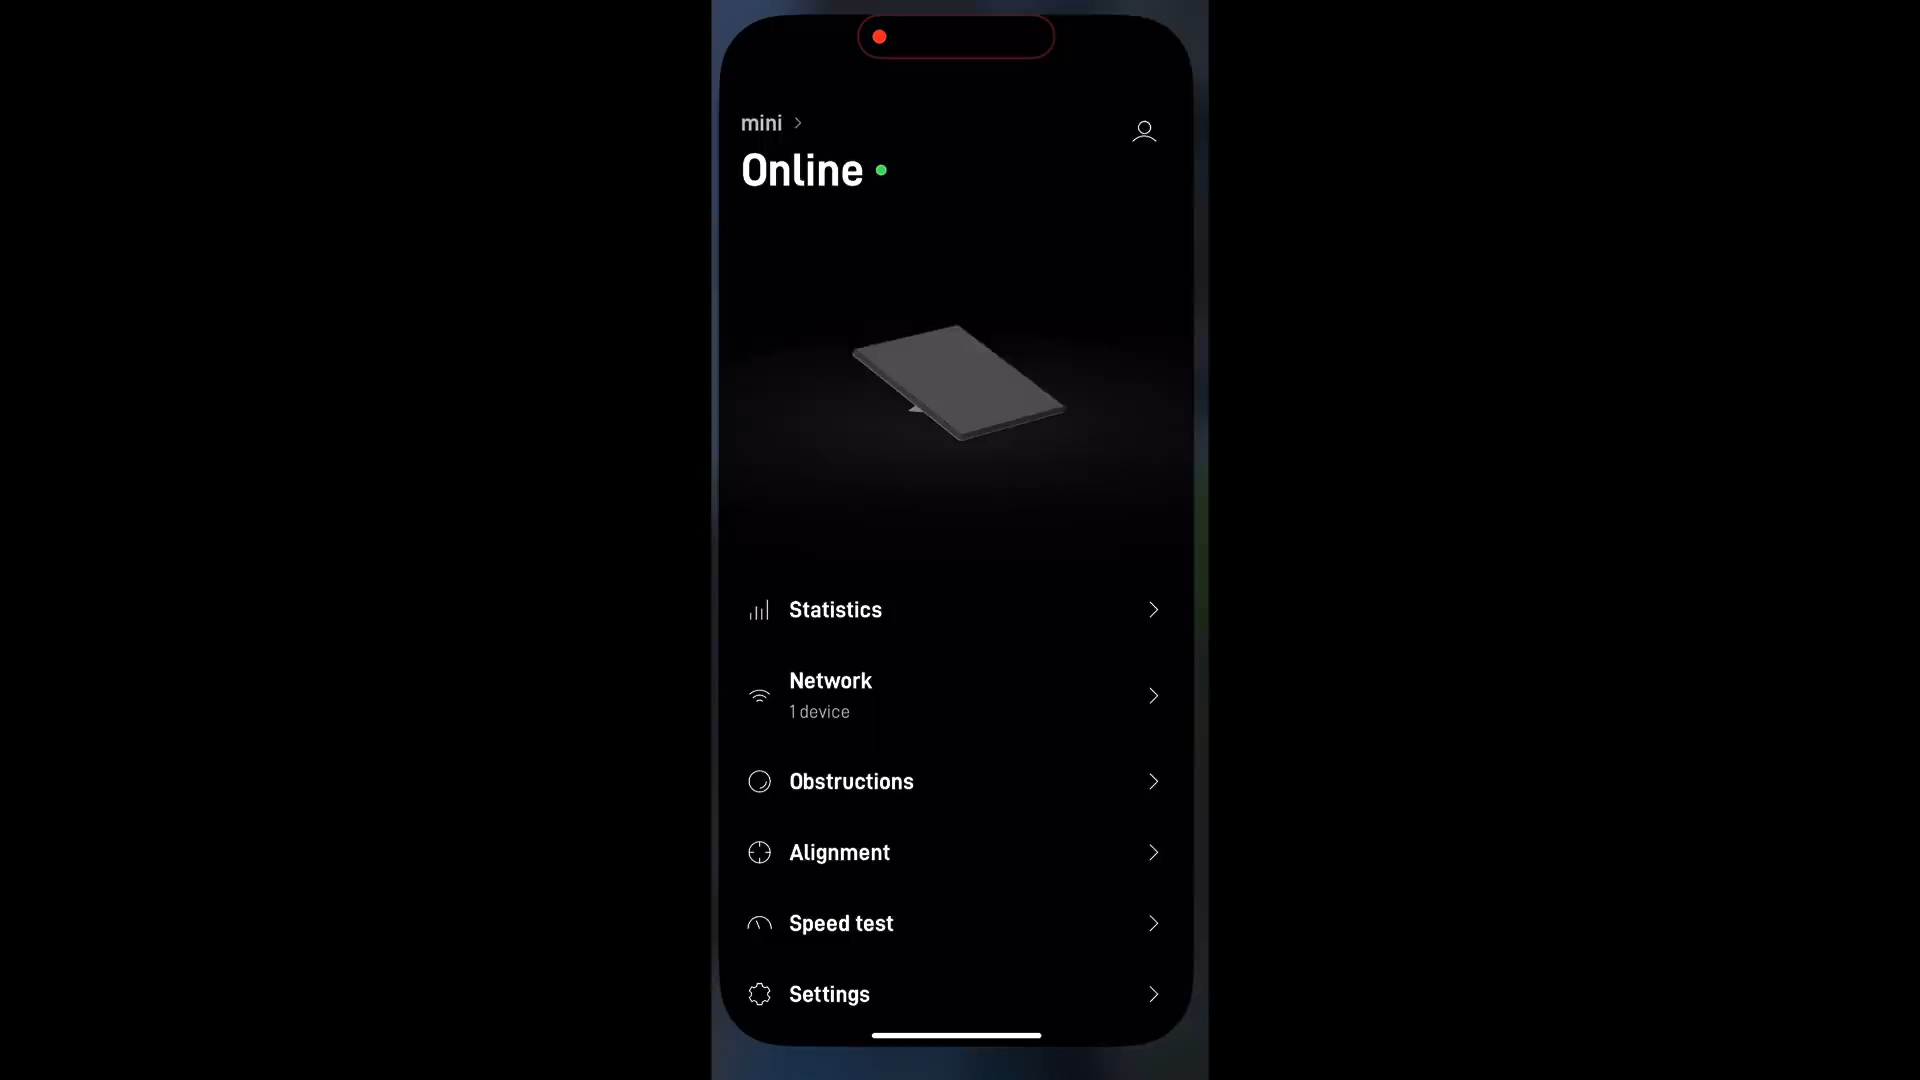 mini
Online
Statistics
Network
1 device
Obstructions
Alignment
Speed test
Settings